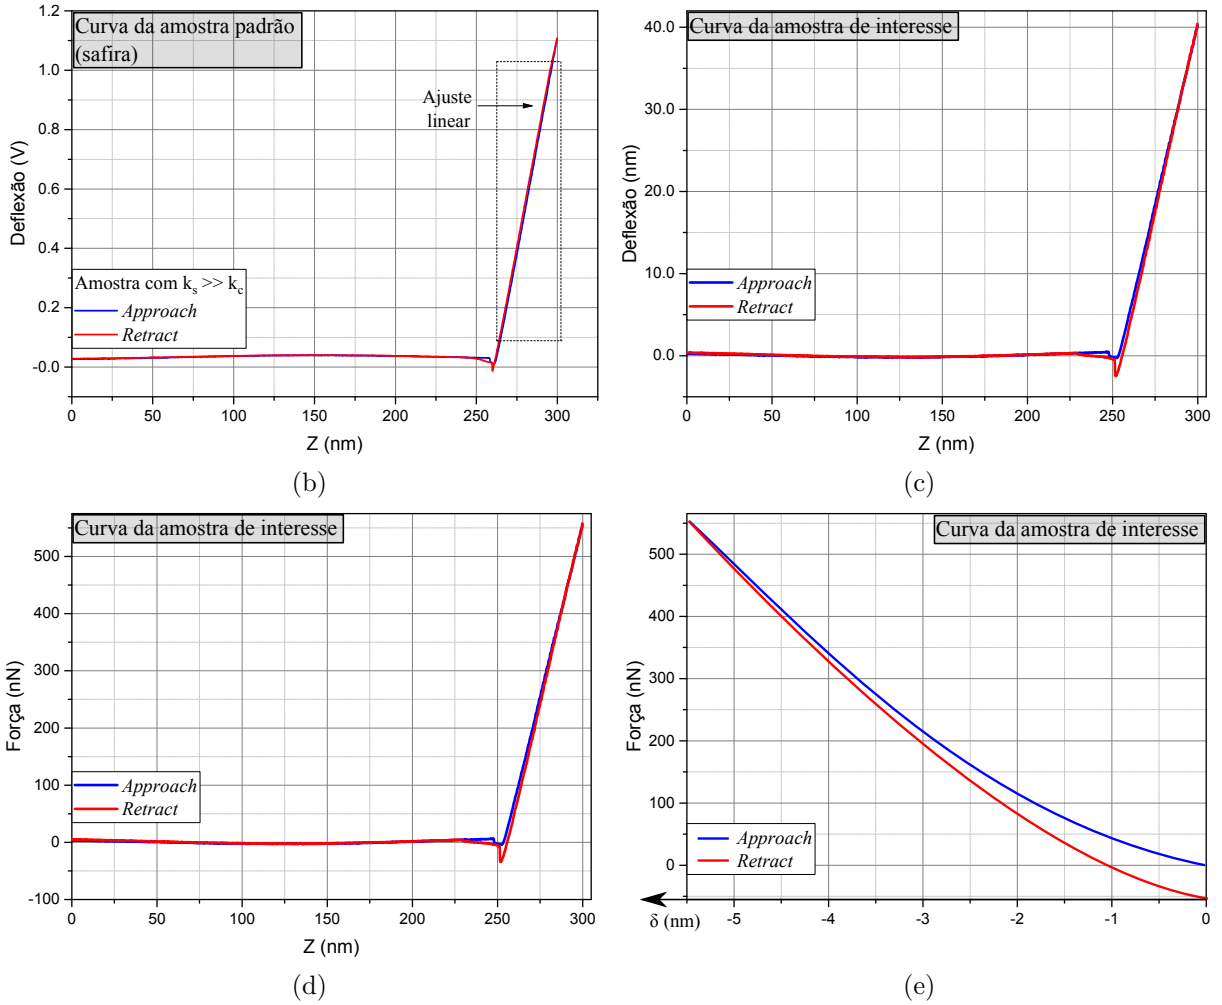 Curva da amostra padrão
(safira)
1.2
1.0
0.8
0.6
0.4
0.2
-0.0
Deflexão (V)
Ajuste
linear
Amostra com ks >> kc
Approach
Retract
0 50 100 150 200 250 300
Z (nm)
(b)
Curva da amostra de interesse
40.0
30.0
20.0
10.0
0.0
Deflexão (nm)
Approach
Retract
0 50 100 150 200 250 300
Z (nm)
(c)
Curva da amostra de interesse
500
400
300
200
100
0
-100
Força (nN)
Approach
Retract
0 50 100 150 200 250 300
Z (nm)
(d)
Curva da amostra de interesse
500
400
300
200
100
0
Força (nN)
Approach
Retract
δ (nm)
-5 -4 -3 -2 -1 0
(e)